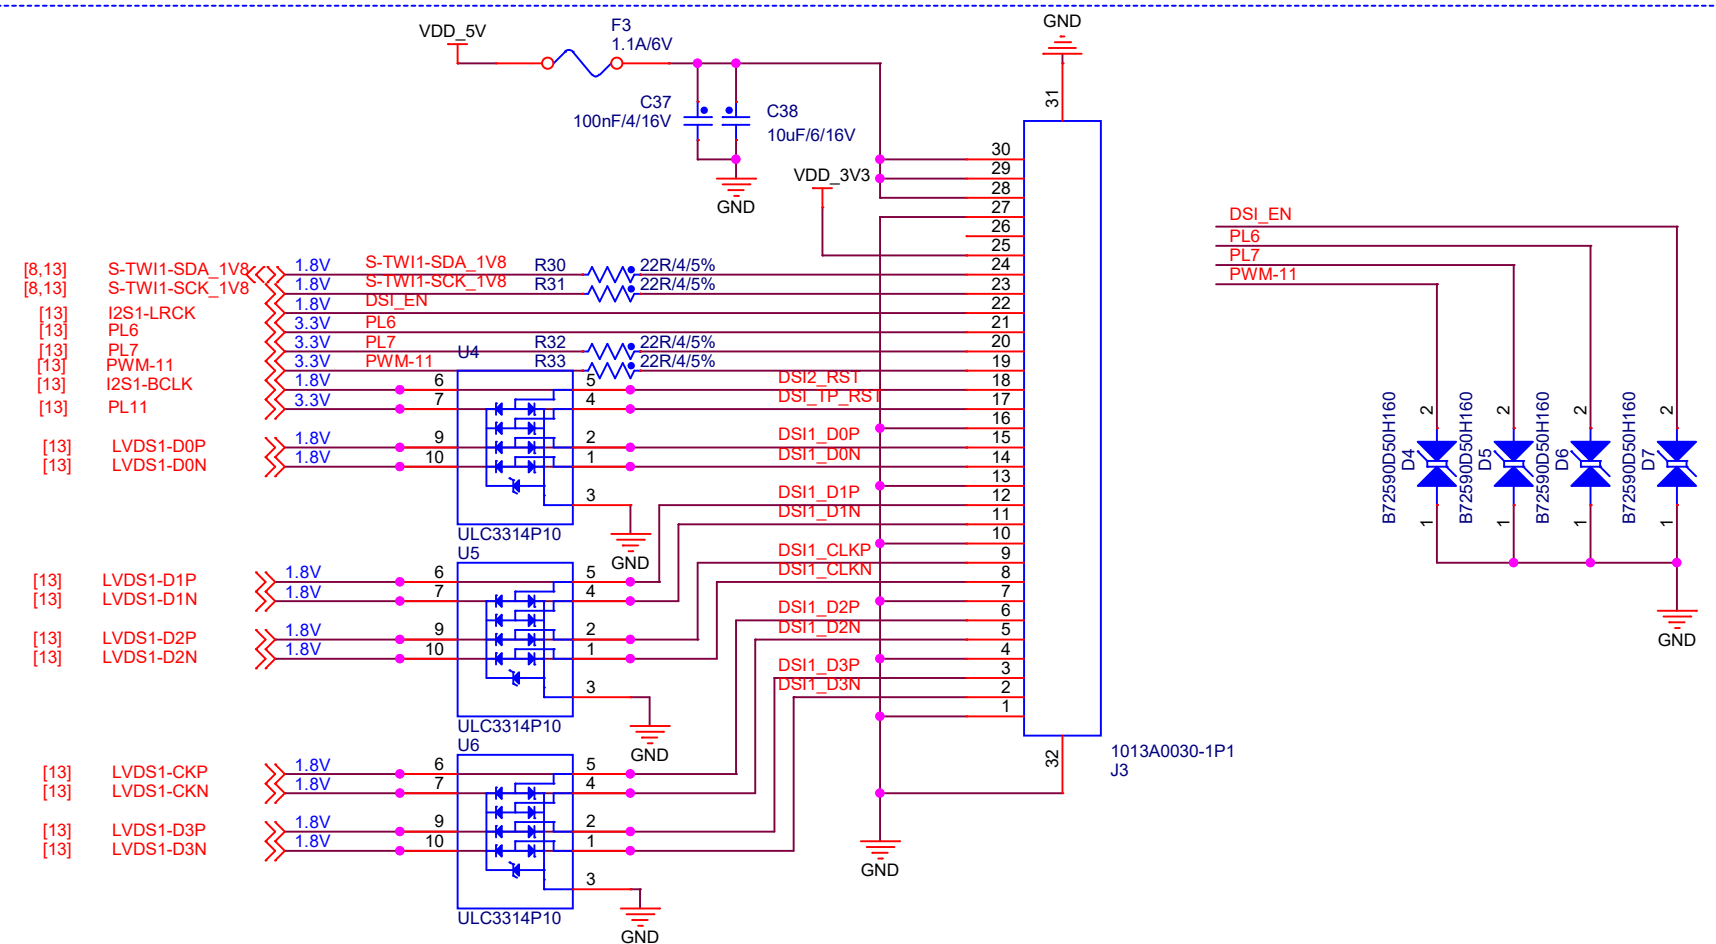 VDD_5V
F3
1.1A/6V
GND
31
C37
100nF/4/16V
C38
10uF/6/16V
GND
VDD_3V3
30
29
28
27
26
25
24
23
22
21
20
19
18
17
16
15
14
13
12
11
10
9
8
7
6
5
4
3
2
1
32
1013A0030-1P1
J3
GND
[8,13] S-TWI1-SDA_1V8 1.8V S-TWI1-SDA_1V8 R30 22R/4/5%
[8,13] S-TWI1-SCK_1V8 1.8V S-TWI1-SCK_1V8 R31 22R/4/5%
[13] I2S1-LRCK 1.8V DSI_EN
[13] PL6 3.3V PL6
[13] PL7 3.3V PL7 R32 22R/4/5%
[13] PWM-11 3.3V PWM-11 R33 22R/4/5%
U4
[13] I2S1-BCLK 1.8V 6 5 DSI2_RST
[13] PL11 3.3V 7 4 DSI_TP_RST
[13] LVDS1-D0P 1.8V 9 2 DSI1_D0P
[13] LVDS1-D0N 1.8V 10 1 DSI1_D0N
3
DSI1_D1P
DSI1_D1N
ULC3314P10
GND
U5
DSI1_CLKP
DSI1_CLKN
[13] LVDS1-D1P 1.8V 6 5
[13] LVDS1-D1N 1.8V 7 4
DSI1_D2P
DSI1_D2N
[13] LVDS1-D2P 1.8V 9 2
[13] LVDS1-D2N 1.8V 10 1
DSI1_D3P
DSI1_D3N
3
ULC3314P10
GND
U6
[13] LVDS1-CKP 1.8V 6 5
[13] LVDS1-CKN 1.8V 7 4
[13] LVDS1-D3P 1.8V 9 2
[13] LVDS1-D3N 1.8V 10 1
3
ULC3314P10
GND
DSI_EN
PL6
PL7
PWM-11
2
1
B72590D50H160
D4
2
1
B72590D50H160
D5
2
1
B72590D50H160
D6
2
1
B72590D50H160
D7
GND